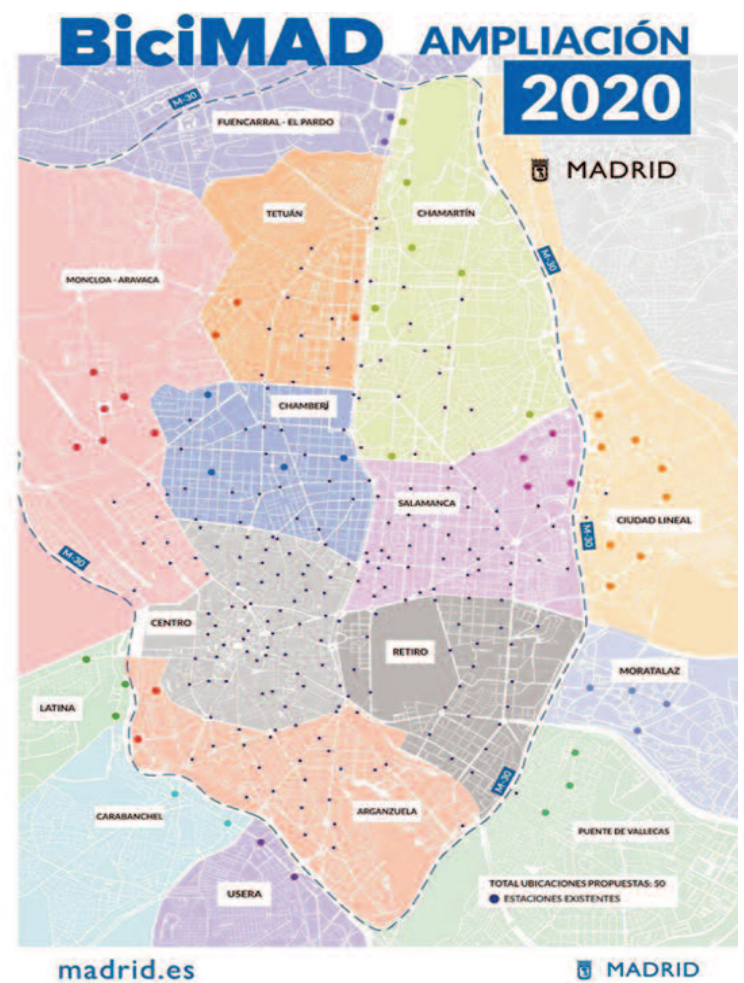 BiciMAD AMPLIACIÓN
2020
MADRID
M-30
FUENCARRAL - EL PARDO
TETUÁN
CHAMARTÍN
M-30
MONCLOA - ARAVACA
CHAMBERÍ
SALAMANCA
CIUDAD LINEAL
M-30
M-30
CENTRO
RETIRO
MORATALAZ
LATINA
M-30
CARABANCHEL
ARGANZUELA
PUENTE DE VALLECAS
USERA
TOTAL UBICACIONES PROPUESTAS: 50
ESTACIONES EXISTENTES
madrid.es
MADRID